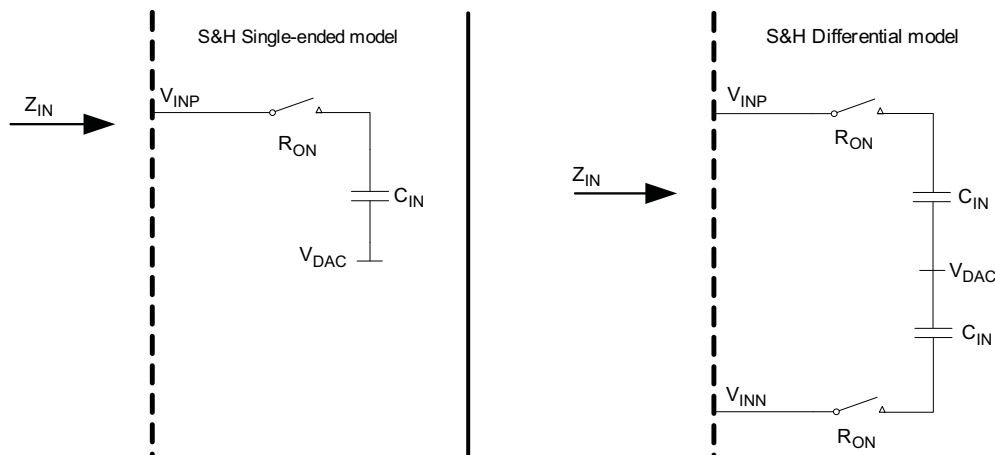 S&H Single-ended model
Z_IN
V_INP
R_ON
C_IN
V_DAC
S&H Differential model
Z_IN
V_INP
R_ON
C_IN
V_DAC
C_IN
V_INN
R_ON